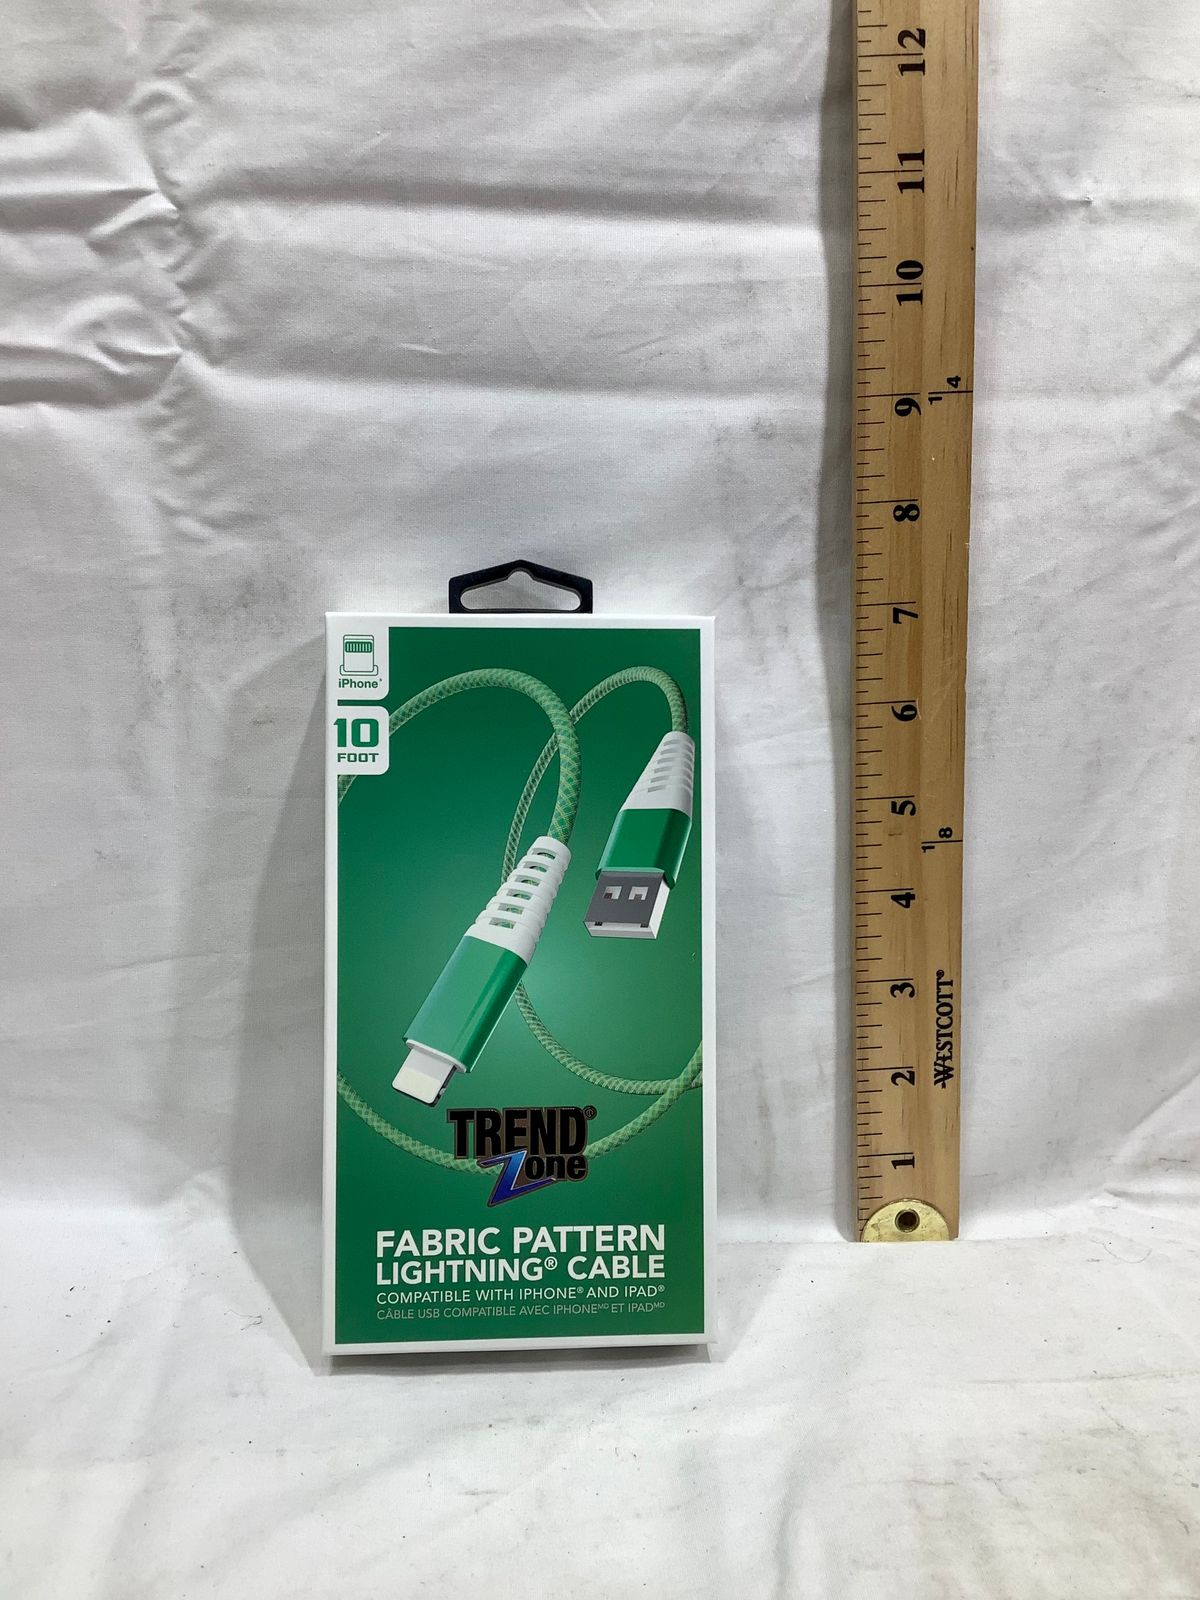 iPhone®
10
FOOT
TREND®
Zone
FABRIC PATTERN
LIGHTNING® CABLE
COMPATIBLE WITH IPHONE® AND IPAD®
CÂBLE USB COMPATIBLE AVEC IPHONEᴹᴰ ET IPADᴹᴰ
12
11
10
9
1/4
8
7
6
5
1/8
4
3
WESTCOTT®
2
1